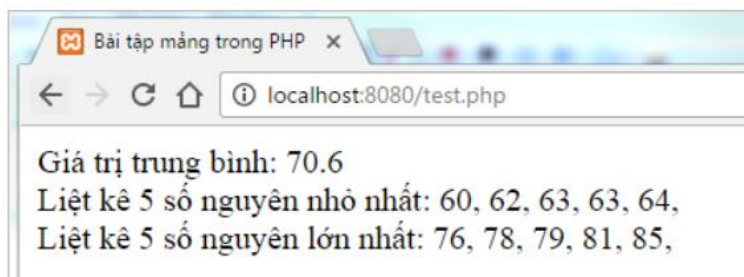 Bài tập mảng trong PHP
localhost:8080/test.php
Giá trị trung bình: 70.6
Liệt kê 5 số nguyên nhỏ nhất: 60, 62, 63, 63, 64,
Liệt kê 5 số nguyên lớn nhất: 76, 78, 79, 81, 85,